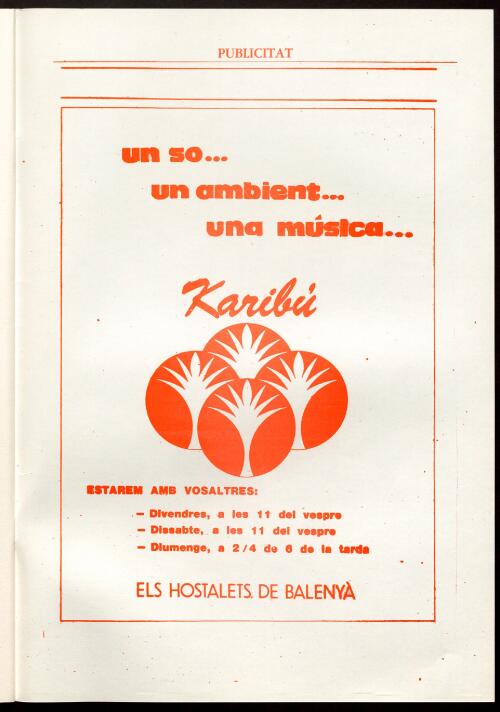 PUBLICITAT
un so...
un ambient...
una música...
Karibú
ESTAREM AMB VOSALTRES:
– Divendres, a les 11 del vespre
– Dissabte, a les 11 del vespre
– Diumenge, a 2/4 de 6 de la tarda
ELS HOSTALETS DE BALENYÀ